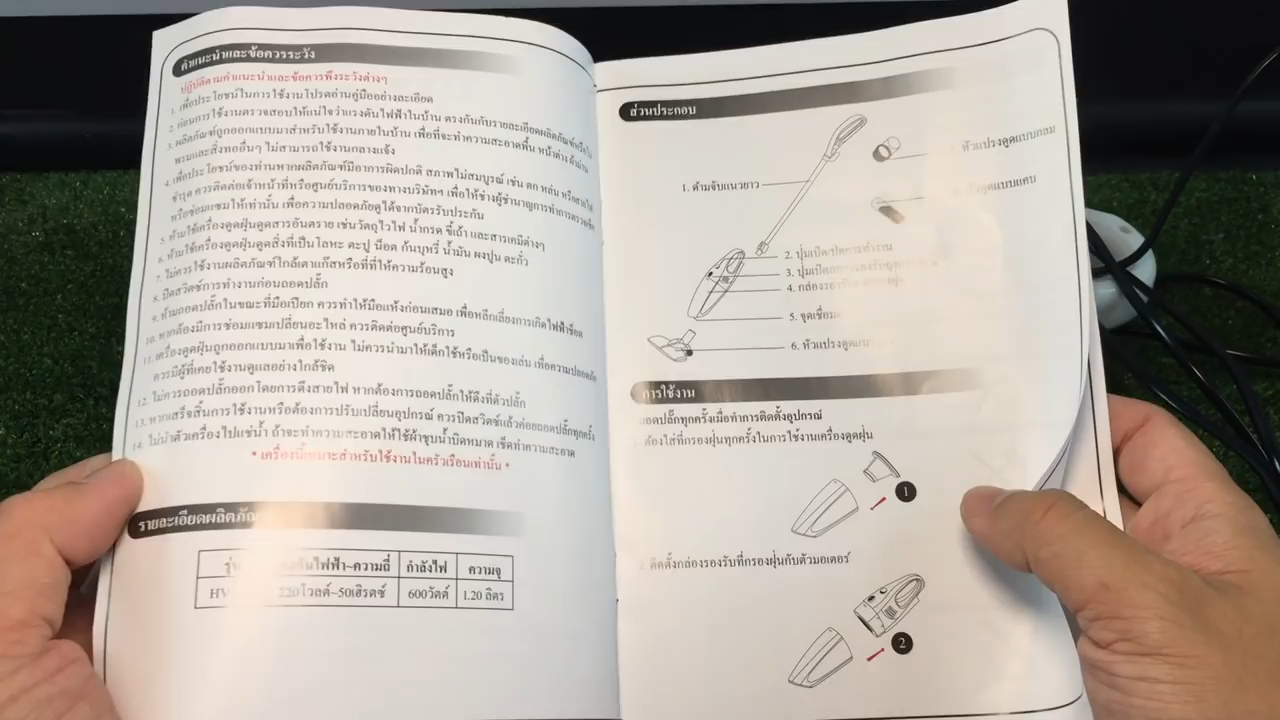 คำแนะนำและข้อควรระวัง
ปฏิบัติตามคำแนะนำและข้อควรพึงระวังต่างๆ
1. เพื่อประโยชน์ในการใช้งานโปรดอ่านคู่มืออย่างละเอียด
2. ก่อนการใช้งานตรวจสอบให้แน่ใจว่าแรงดันไฟฟ้าในบ้าน ตรงกันกับรายละเอียดผลิตภัณฑ์หรือไม่
3. ผลิตภัณฑ์ถูกออกแบบมาสำหรับใช้งานภายในบ้าน เพื่อที่จะทำความสะอาดพื้น หน้าต่าง ผ้าม่าน
พรมและสิ่งทออื่นๆ ไม่สามารถใช้งานกลางแจ้ง
4. เพื่อประโยชน์ของท่านหากผลิตภัณฑ์มีอาการผิดปกติ สภาพไม่สมบูรณ์ เช่น ตก หล่น หรือสายไฟ
ชำรุด ควรติดต่อเจ้าหน้าที่หรือศูนย์บริการของทางบริษัทฯ เพื่อให้ช่างผู้ชำนาญการทำการตรวจเช็ค
หรือซ่อมแซมให้เท่านั้น เพื่อความปลอดภัยดูได้จากบัตรรับประกัน
5. ห้ามใช้เครื่องดูดฝุ่นดูดสารอันตราย เช่นวัตถุไวไฟ น้ำกรด ขี้เถ้า และสารเคมีต่างๆ
6. ห้ามใช้เครื่องดูดฝุ่นดูดสิ่งที่เป็นโลหะ ตะปู น็อต ก้นบุหรี่ น้ำมัน ผงปูน ตะกั่ว
7. ไม่ควรใช้งานผลิตภัณฑ์ใกล้เตาแก๊สหรือที่ที่ให้ความร้อนสูง
8. ปิดสวิตซ์การทำงานก่อนถอดปลั๊ก
9. ห้ามถอดปลั๊กในขณะที่มือเปียก ควรทำให้มือแห้งก่อนเสมอ เพื่อหลีกเลี่ยงการเกิดไฟฟ้าช็อต
10. หากต้องมีการซ่อมแซมเปลี่ยนอะไหล่ ควรติดต่อศูนย์บริการ
11. เครื่องดูดฝุ่นถูกออกแบบมาเพื่อใช้งาน ไม่ควรนำมาให้เด็กใช้หรือเป็นของเล่น เพื่อความปลอดภัย
ควรมีผู้ที่เคยใช้งานดูแลอย่างใกล้ชิด
12. ไม่ควรถอดปลั๊กออกโดยการดึงสายไฟ หากต้องการถอดปลั๊กให้ดึงที่ตัวปลั๊ก
13. หากเสร็จสิ้นการใช้งานหรือต้องการปรับเปลี่ยนอุปกรณ์ ควรปิดสวิตซ์แล้วค่อยถอดปลั๊กทุกครั้ง
14. ไม่นำตัวเครื่องไปแช่น้ำ ถ้าจะทำความสะอาดให้ใช้ผ้าชุบน้ำบิดหมาด เช็ดทำความสะอาด
* เครื่องนี้เหมาะสำหรับใช้งานในครัวเรือนเท่านั้น *
รายละเอียดผลิตภัณ
ไฟฟ้า~ความถี่ กำลังไฟ ความจุ
HV 220โวลต์~50เฮิรตซ์ 600วัตต์ 1.20 ลิตร
ส่วนประกอบ
1. ด้ามจับแนวยาว
หัวแปรงดูดแบบกลม
ดูดแบบแคบ
2. ปุ่มเปิด/ปิดการทำงาน
3. ปุ่มเปิด
4. กล่องรอง
5. จุดเชื่อม
6. หัวแปรงดูด
การใช้งาน
ถอดปลั๊กทุกครั้งเมื่อทำการติดตั้งอุปกรณ์
ต้องใส่ที่กรองฝุ่นทุกครั้งในการใช้งานเครื่องดูดฝุ่น
1
2. ติดตั้งกล่องรองรับที่กรองฝุ่นกับตัวมอเตอร์
2